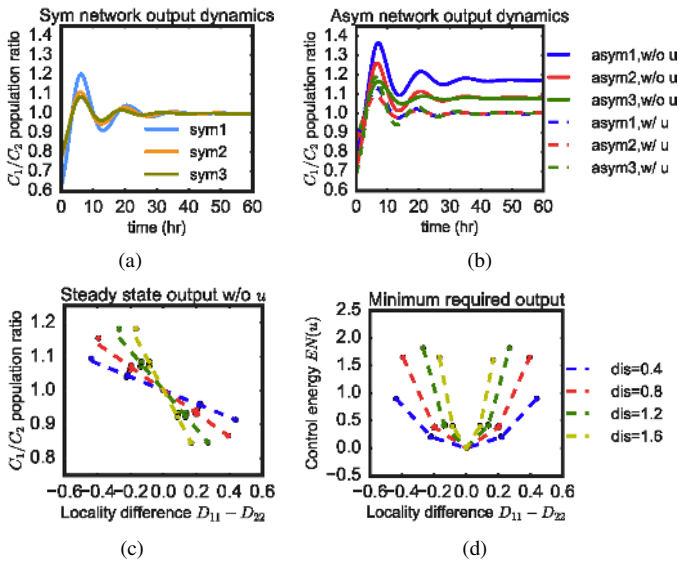 Sym network output dynamics
C₁/C₂ population ratio
1.4
1.3
1.2
1.1
1.0
0.9
0.8
0.7
0.6
sym1
sym2
sym3
0 10 20 30 40 50 60
time (hr)
(a)
Asym network output dynamics
C₁/C₂ population ratio
1.4
1.3
1.2
1.1
1.0
0.9
0.8
0.7
0.6
0 10 20 30 40 50 60
time (hr)
asym1,w/o u
asym2,w/o u
asym3,w/o u
asym1,w/ u
asym2,w/ u
asym3,w/ u
(b)
Steady state output w/o u
C₁/C₂ population ratio
1.2
1.1
1.0
0.9
0.8
−0.6 −0.4 −0.2 0.0 0.2 0.4 0.6
Locality difference D₁₁ − D₂₂
(c)
Minimum required output
Control energy EN(u)
2.5
2.0
1.5
1.0
0.5
0.0
−0.5
−0.6 −0.4 −0.2 0.0 0.2 0.4 0.6
Locality difference D₁₁ − D₂₂
dis=0.4
dis=0.8
dis=1.2
dis=1.6
(d)